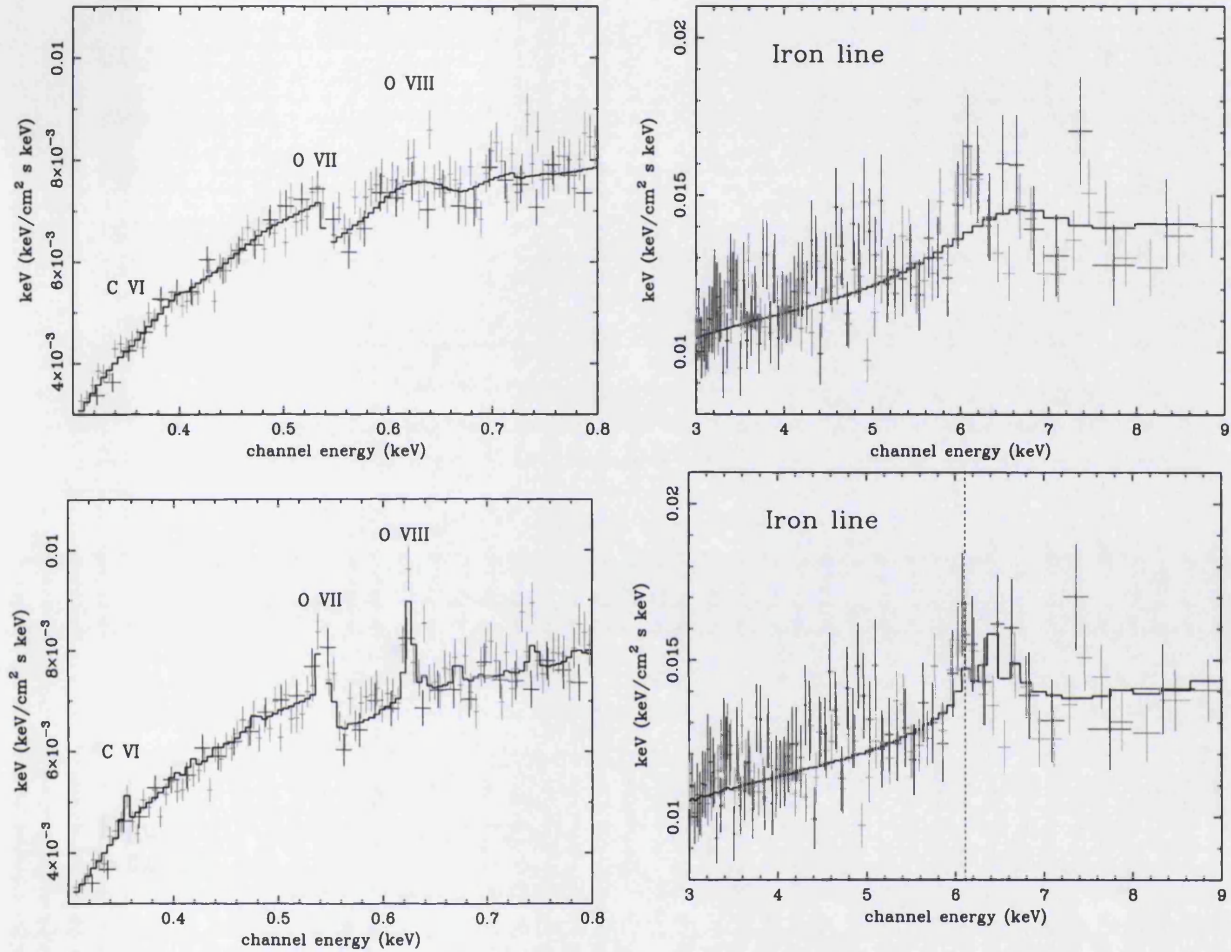 0.01
8×10⁻³
6×10⁻³
4×10⁻³
keV (keV/cm² s keV)
C VI
O VII
O VIII
0.4 0.5 0.6 0.7 0.8
channel energy (keV)
0.02
0.015
0.01
keV (keV/cm² s keV)
Iron line
3 4 5 6 7 8 9
channel energy (keV)
0.01
8×10⁻³
6×10⁻³
4×10⁻³
keV (keV/cm² s keV)
C VI
O VII
O VIII
0.4 0.5 0.6 0.7 0.8
channel energy (keV)
0.02
0.015
0.01
keV (keV/cm² s keV)
Iron line
3 4 5 6 7 8 9
channel energy (keV)